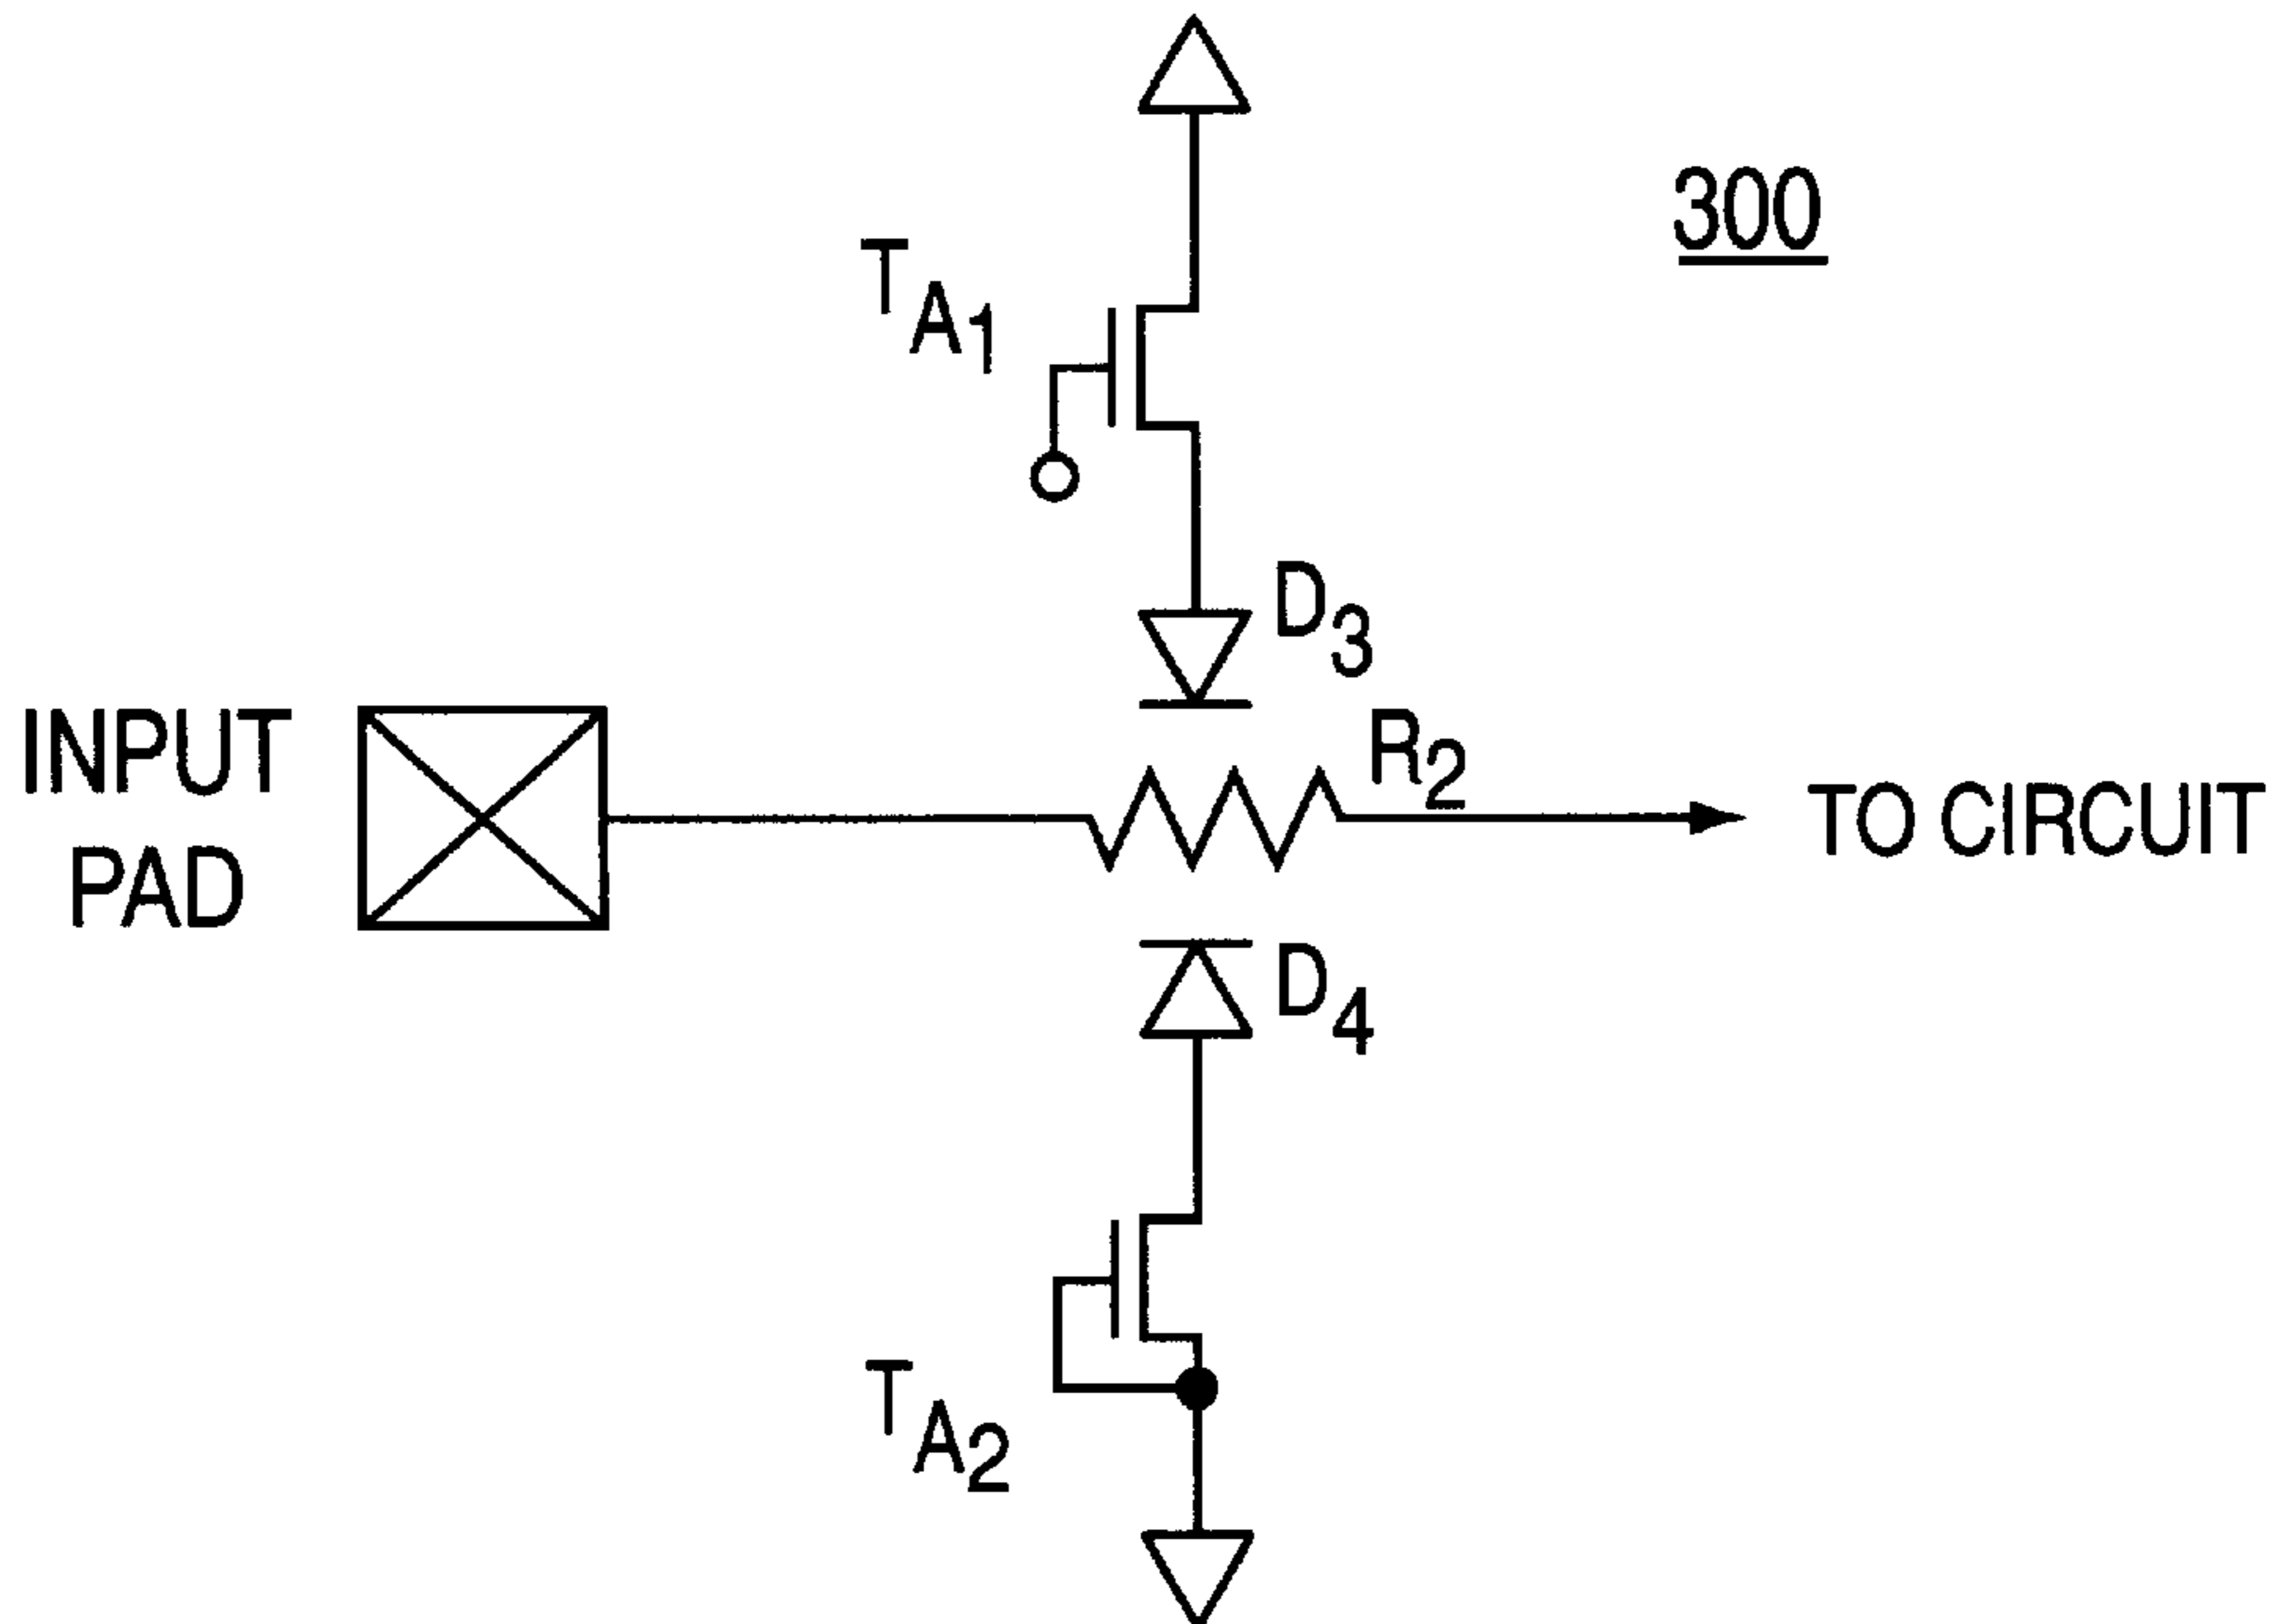 300
TA1
D3
INPUT
PAD
R2
TO CIRCUIT
D4
TA2